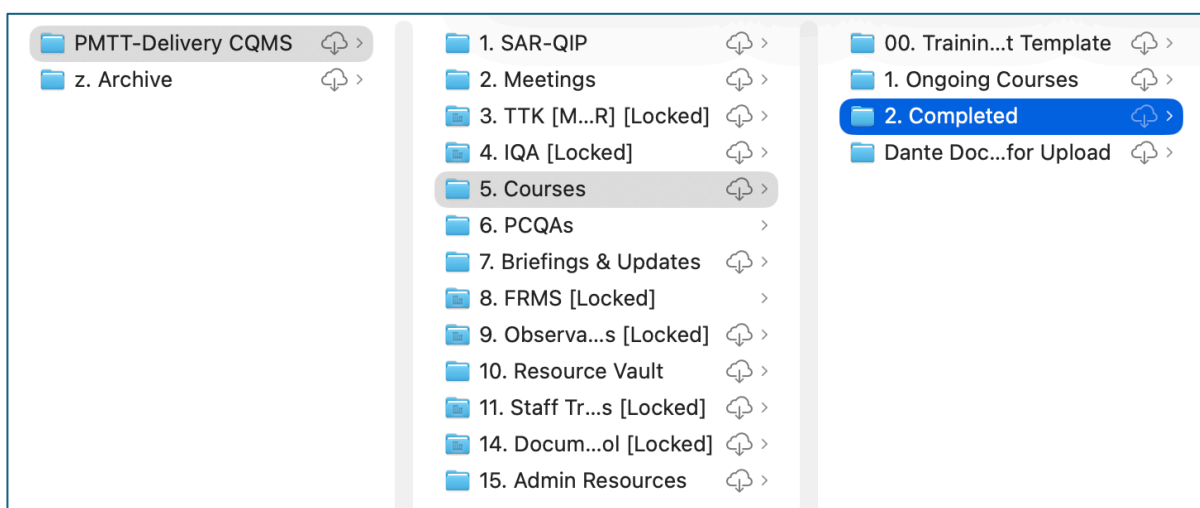 PMTT-Delivery CQMS
z. Archive
1. SAR-QIP
2. Meetings
3. TTK [M...R] [Locked]
4. IQA [Locked]
5. Courses
6. PCQAs
7. Briefings & Updates
8. FRMS [Locked]
9. Observa...s [Locked]
10. Resource Vault
11. Staff Tr...s [Locked]
14. Docum...ol [Locked]
15. Admin Resources
00. Trainin...t Template
1. Ongoing Courses
2. Completed
Dante Doc...for Upload